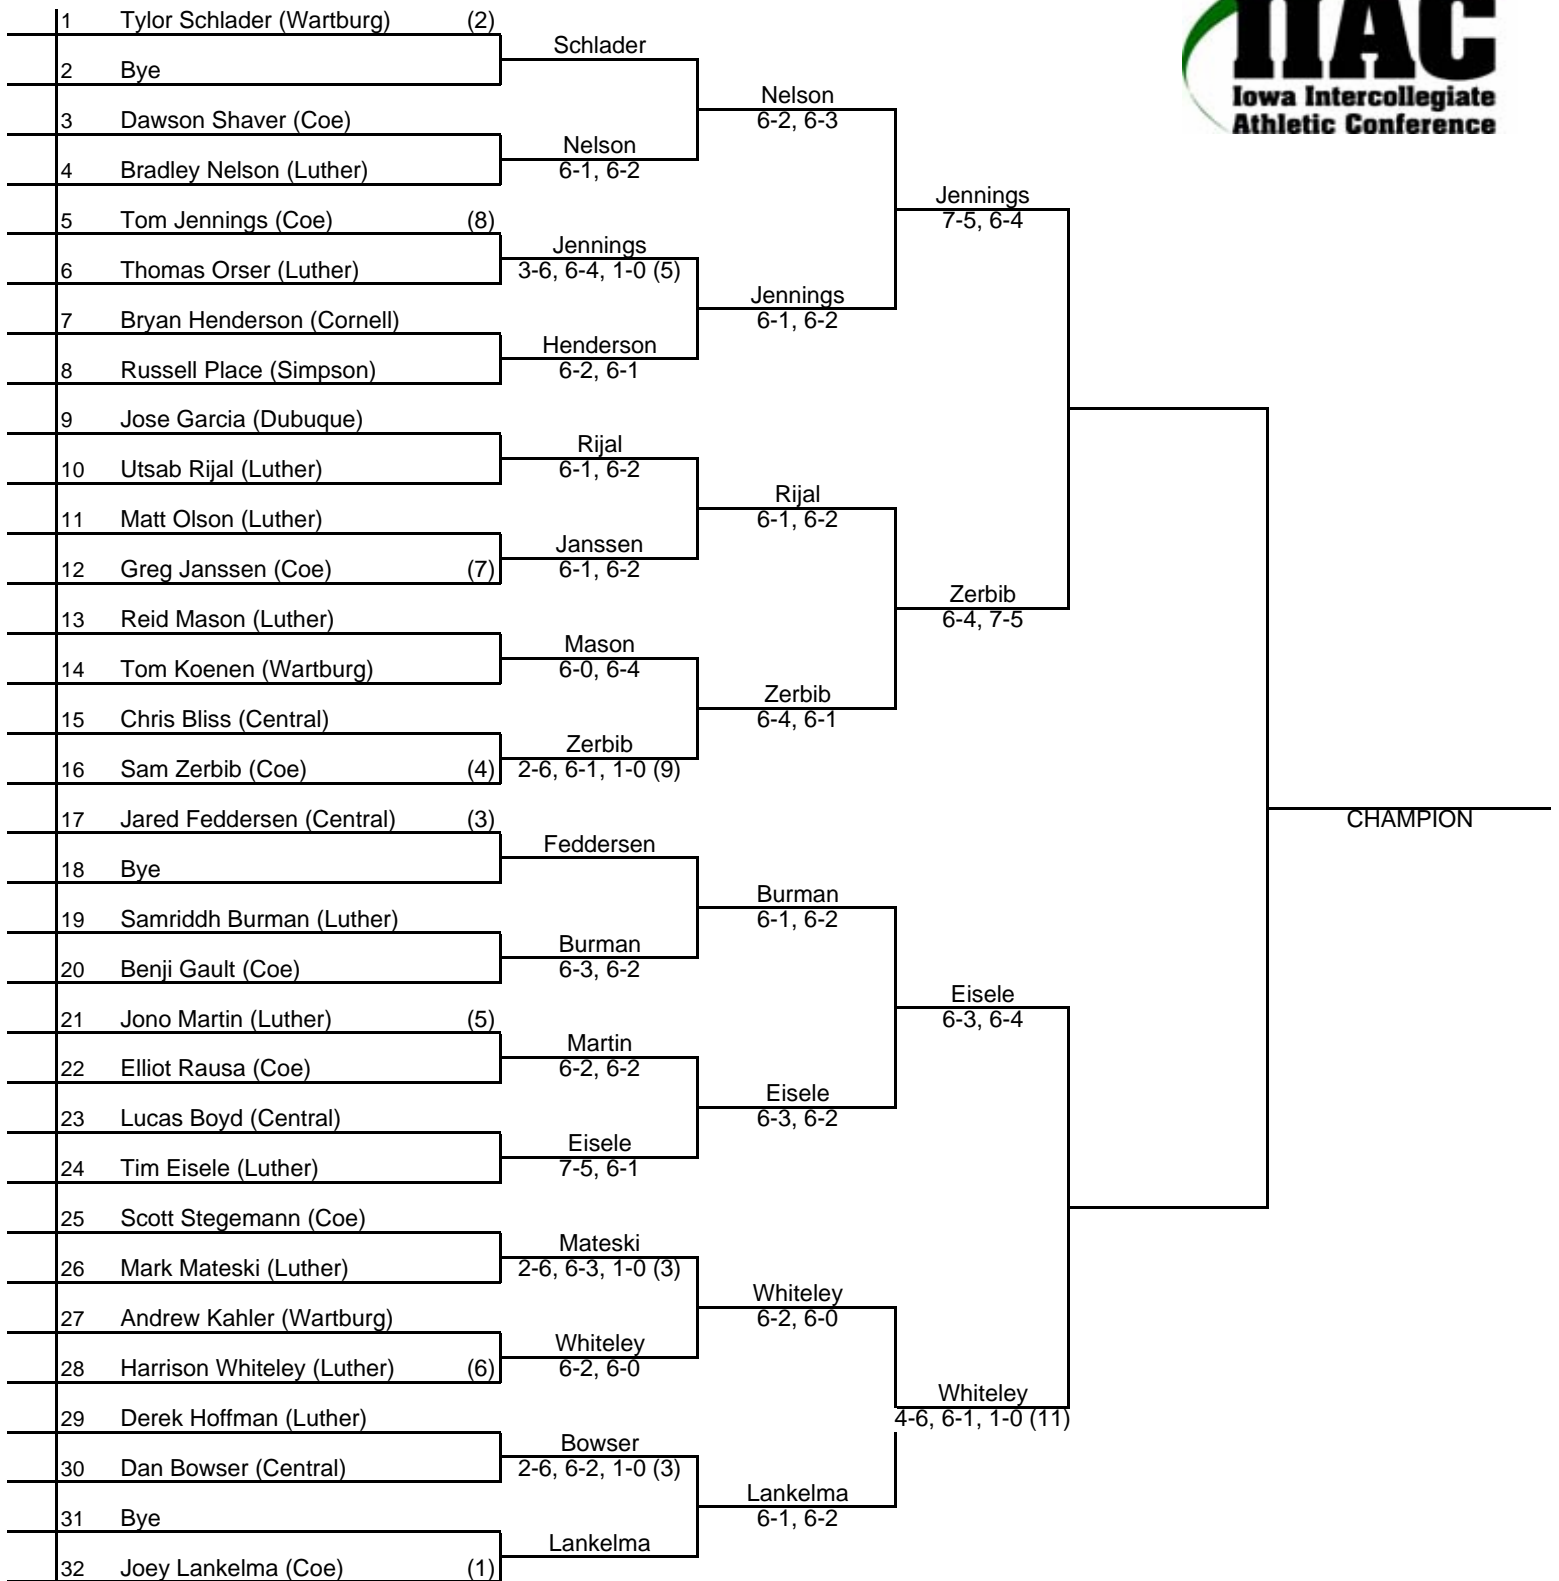 IIAC
Iowa Intercollegiate
Athletic Conference
1 Tylor Schlader (Wartburg) (2)
2 Bye
3 Dawson Shaver (Coe)
4 Bradley Nelson (Luther)
5 Tom Jennings (Coe) (8)
6 Thomas Orser (Luther)
7 Bryan Henderson (Cornell)
8 Russell Place (Simpson)
9 Jose Garcia (Dubuque)
10 Utsab Rijal (Luther)
11 Matt Olson (Luther)
12 Greg Janssen (Coe) (7)
13 Reid Mason (Luther)
14 Tom Koenen (Wartburg)
15 Chris Bliss (Central)
16 Sam Zerbib (Coe) (4)
17 Jared Feddersen (Central) (3)
18 Bye
19 Samriddh Burman (Luther)
20 Benji Gault (Coe)
21 Jono Martin (Luther) (5)
22 Elliot Rausa (Coe)
23 Lucas Boyd (Central)
24 Tim Eisele (Luther)
25 Scott Stegemann (Coe)
26 Mark Mateski (Luther)
27 Andrew Kahler (Wartburg)
28 Harrison Whiteley (Luther) (6)
29 Derek Hoffman (Luther)
30 Dan Bowser (Central)
31 Bye
32 Joey Lankelma (Coe) (1)
Schlader
Nelson
6-1, 6-2
Jennings
3-6, 6-4, 1-0 (5)
Henderson
6-2, 6-1
Rijal
6-1, 6-2
Janssen
6-1, 6-2
Mason
6-0, 6-4
Zerbib
2-6, 6-1, 1-0 (9)
Feddersen
Burman
6-3, 6-2
Martin
6-2, 6-2
Eisele
7-5, 6-1
Mateski
2-6, 6-3, 1-0 (3)
Whiteley
6-2, 6-0
Bowser
2-6, 6-2, 1-0 (3)
Lankelma
Nelson
6-2, 6-3
Jennings
6-1, 6-2
Rijal
6-1, 6-2
Zerbib
6-4, 6-1
Burman
6-1, 6-2
Eisele
6-3, 6-2
Whiteley
6-2, 6-0
Lankelma
6-1, 6-2
Jennings
7-5, 6-4
Zerbib
6-4, 7-5
Eisele
6-3, 6-4
Whiteley
4-6, 6-1, 1-0 (11)
CHAMPION